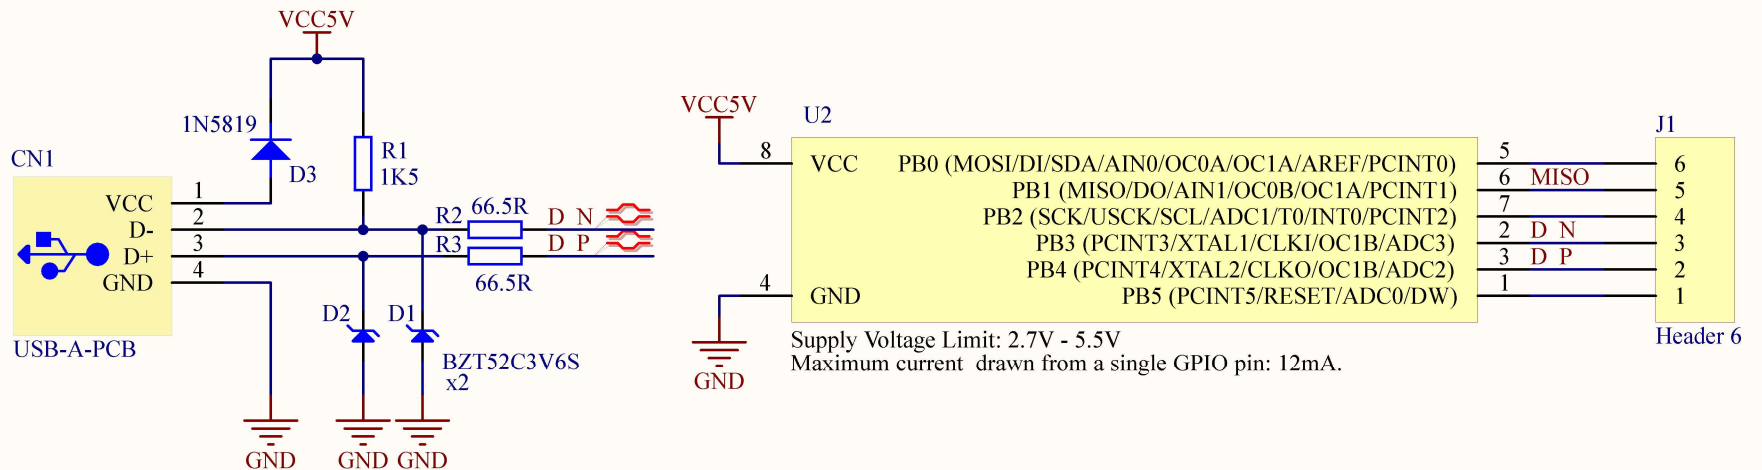 VCC5V
1N5819
D3
R1
1K5
CN1
VCC
D-
D+
GND
1
2
3
4
USB-A-PCB
R2
66.5R
R3
66.5R
D N
D P
D2
D1
BZT52C3V6S
x2
GND
GND
GND
VCC5V
GND
U2
8
4
VCC
GND
PB0 (MOSI/DI/SDA/AIN0/OC0A/OC1A/AREF/PCINT0)
PB1 (MISO/DO/AIN1/OC0B/OC1A/PCINT1)
PB2 (SCK/USCK/SCL/ADC1/T0/INT0/PCINT2)
PB3 (PCINT3/XTAL1/CLKI/OC1B/ADC3)
PB4 (PCINT4/XTAL2/CLKO/OC1B/ADC2)
PB5 (PCINT5/RESET/ADC0/DW)
5
6 MISO
7
2 D N
3 D P
1
Supply Voltage Limit: 2.7V - 5.5V
Maximum current drawn from a single GPIO pin: 12mA.
J1
6
5
4
3
2
1
Header 6